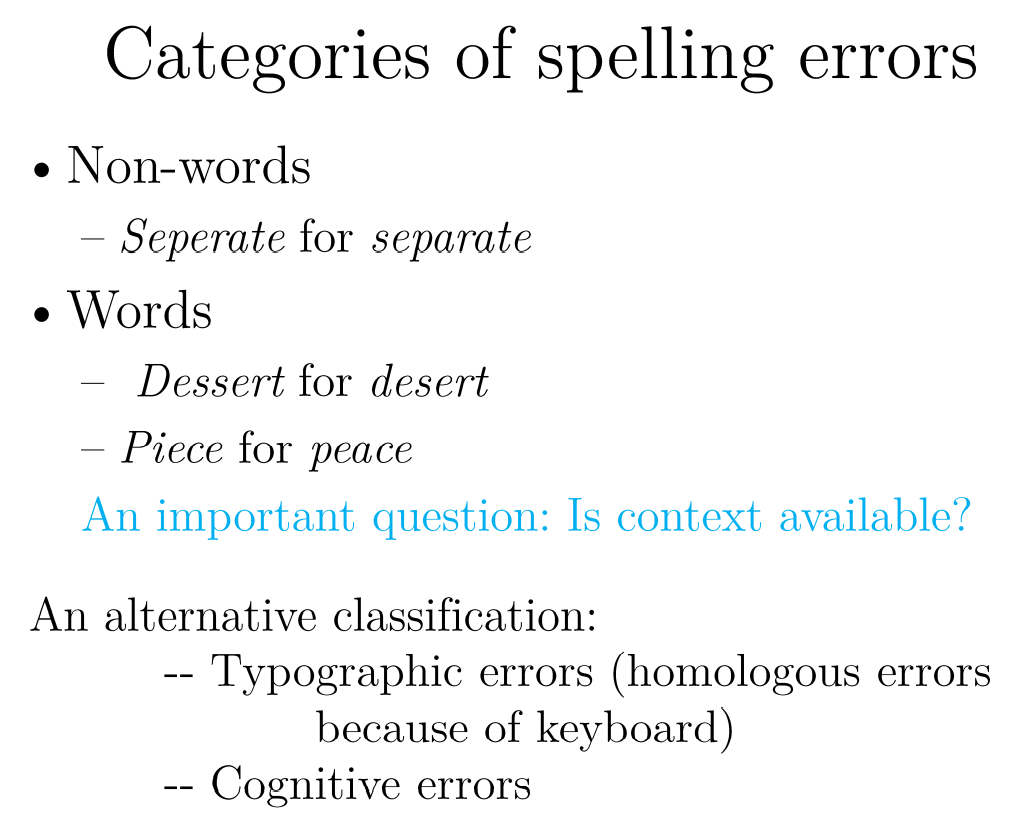 Categories of spelling errors
• Non-words
– Seperate for separate
• Words
– Dessert for desert
– Piece for peace
An important question: Is context available?
An alternative classification:
-- Typographic errors (homologous errors
because of keyboard)
-- Cognitive errors